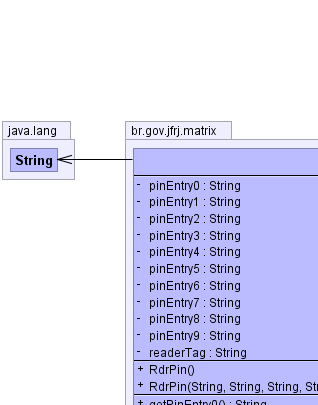 java.lang
br.gov.jfrj.matrix
String
- pinEntry0 : String
- pinEntry1 : String
- pinEntry2 : String
- pinEntry3 : String
- pinEntry4 : String
- pinEntry5 : String
- pinEntry6 : String
- pinEntry7 : String
- pinEntry8 : String
- pinEntry9 : String
- readerTag : String
+ RdrPin()
+ RdrPin(String, String, String, Str
+ getPinEntry0() : String